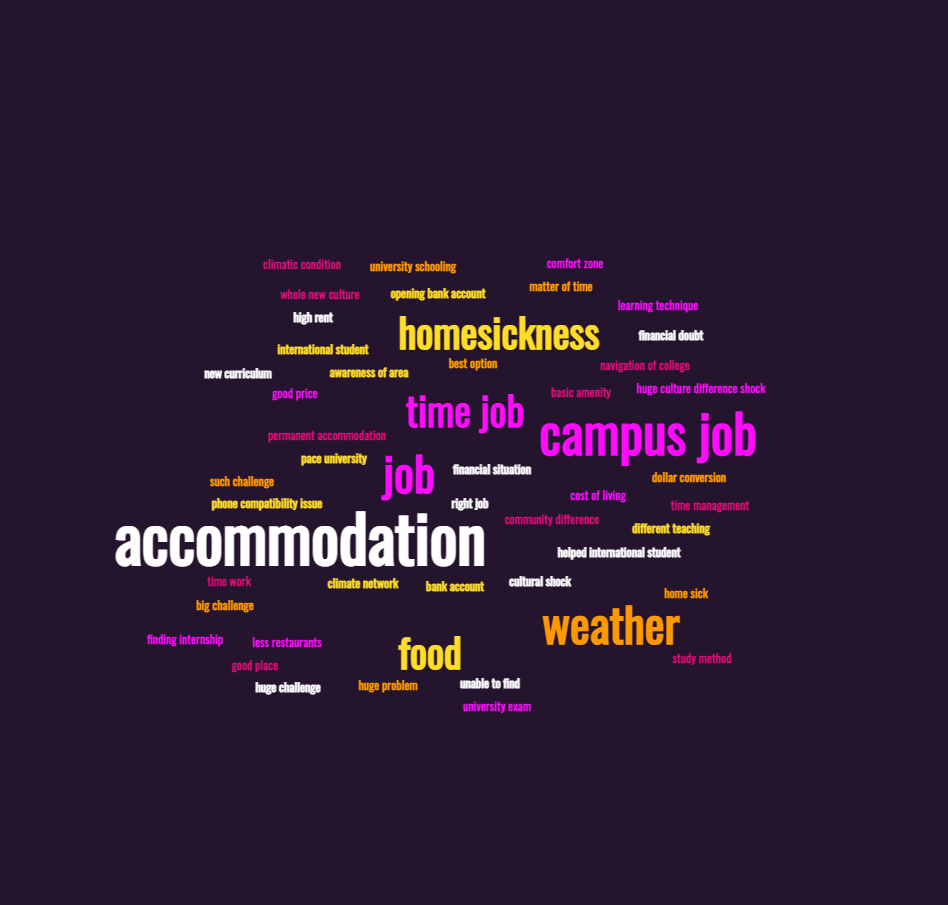 climatic condition
university schooling
comfort zone
whole new culture
opening bank account
matter of time
learning technique
high rent
homesickness
financial doubt
international student
best option
navigation of college
new curriculum
awareness of area
good price
time job
basic amenity
huge culture difference shock
campus job
permanent accommodation
pace university
job
financial situation
dollar conversion
such challenge
phone compatibility issue
right job
cost of living
time management
accommodation
community difference
different teaching
helped international student
time work
climate network
bank account
cultural shock
home sick
big challenge
weather
finding internship
less restaurants
food
good place
study method
huge challenge
huge problem
unable to find
university exam